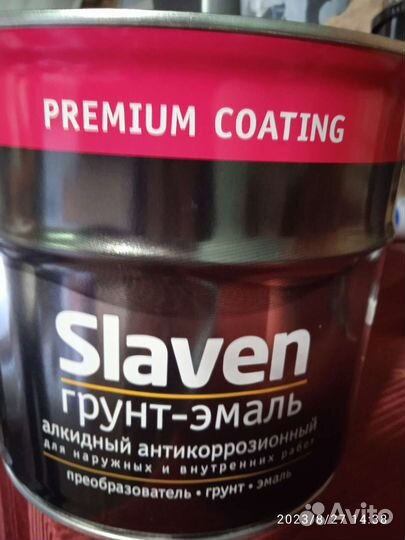 PREMIUM COATING
Slaven
грунт-эмаль
алкидный антикоррозионный
для наружных и внутренних работ
преобразователь • грунт • эмаль
2023/8/27 14:38
Avito